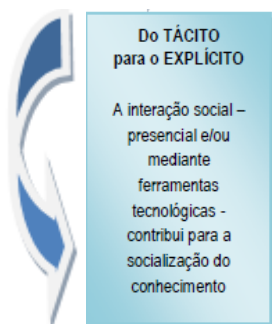 Do TÁCITO
para o EXPLÍCITO
A interação social –
presencial e/ou
mediante
ferramentas
tecnológicas -
contribui para a
socialização do
conhecimento